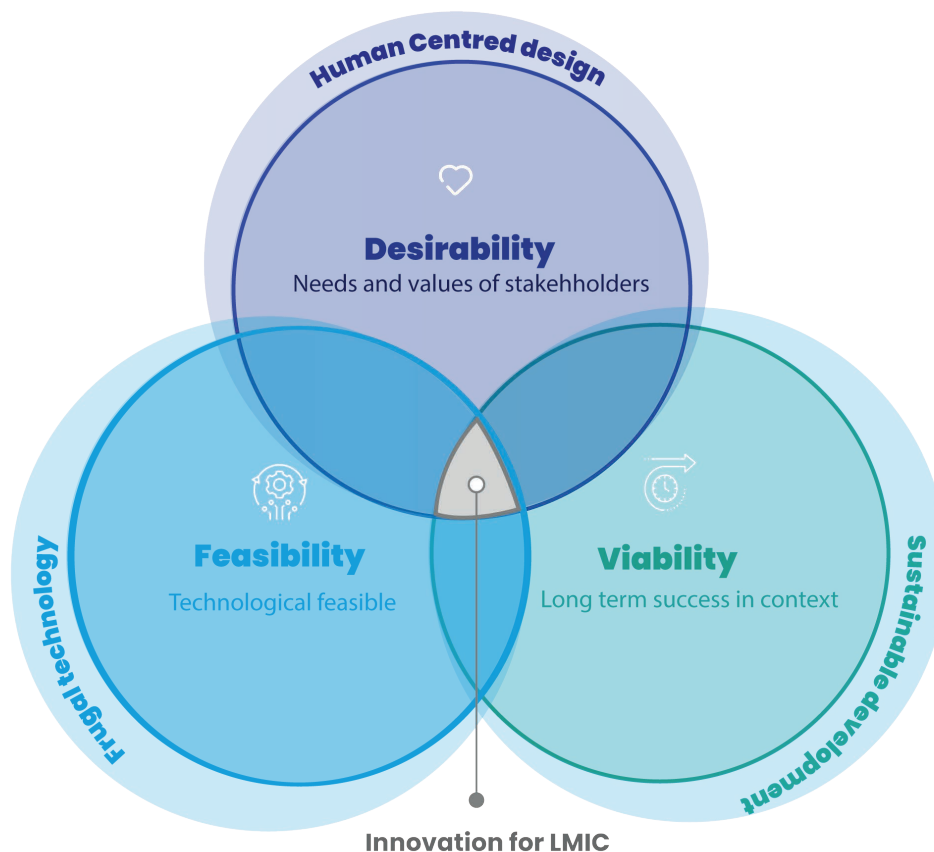 Human Centred design
Desirability
Needs and values of stakehholders
Feasibility
Technological feasible
Viability
Long term success in context
Frugal technology
Sustainable development
Innovation for LMIC